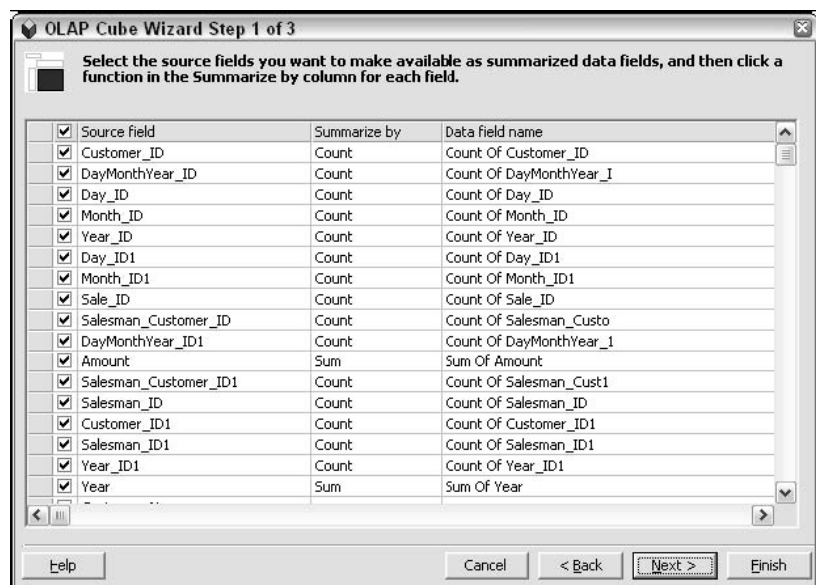 OLAP Cube Wizard Step 1 of 3
Select the source fields you want to make available as summarized data fields, and then click a
function in the Summarize by column for each field.
Source field Summarize by Data field name
Customer_ID Count Count Of Customer_ID
DayMonthYear_ID Count Count Of DayMonthYear_I
Day_ID Count Count Of Day_ID
Month_ID Count Count Of Month_ID
Year_ID Count Count Of Year_ID
Day_ID1 Count Count Of Day_ID1
Month_ID1 Count Count Of Month_ID1
Sale_ID Count Count Of Sale_ID
Salesman_Customer_ID Count Count Of Salesman_Custo
DayMonthYear_ID1 Count Count Of DayMonthYear_1
Amount Sum Sum Of Amount
Salesman_Customer_ID1 Count Count Of Salesman_Cust1
Salesman_ID Count Count Of Salesman_ID
Customer_ID1 Count Count Of Customer_ID1
Salesman_ID1 Count Count Of Salesman_ID1
Year_ID1 Count Count Of Year_ID1
Year Sum Sum Of Year
Help Cancel < Back Next > Finish